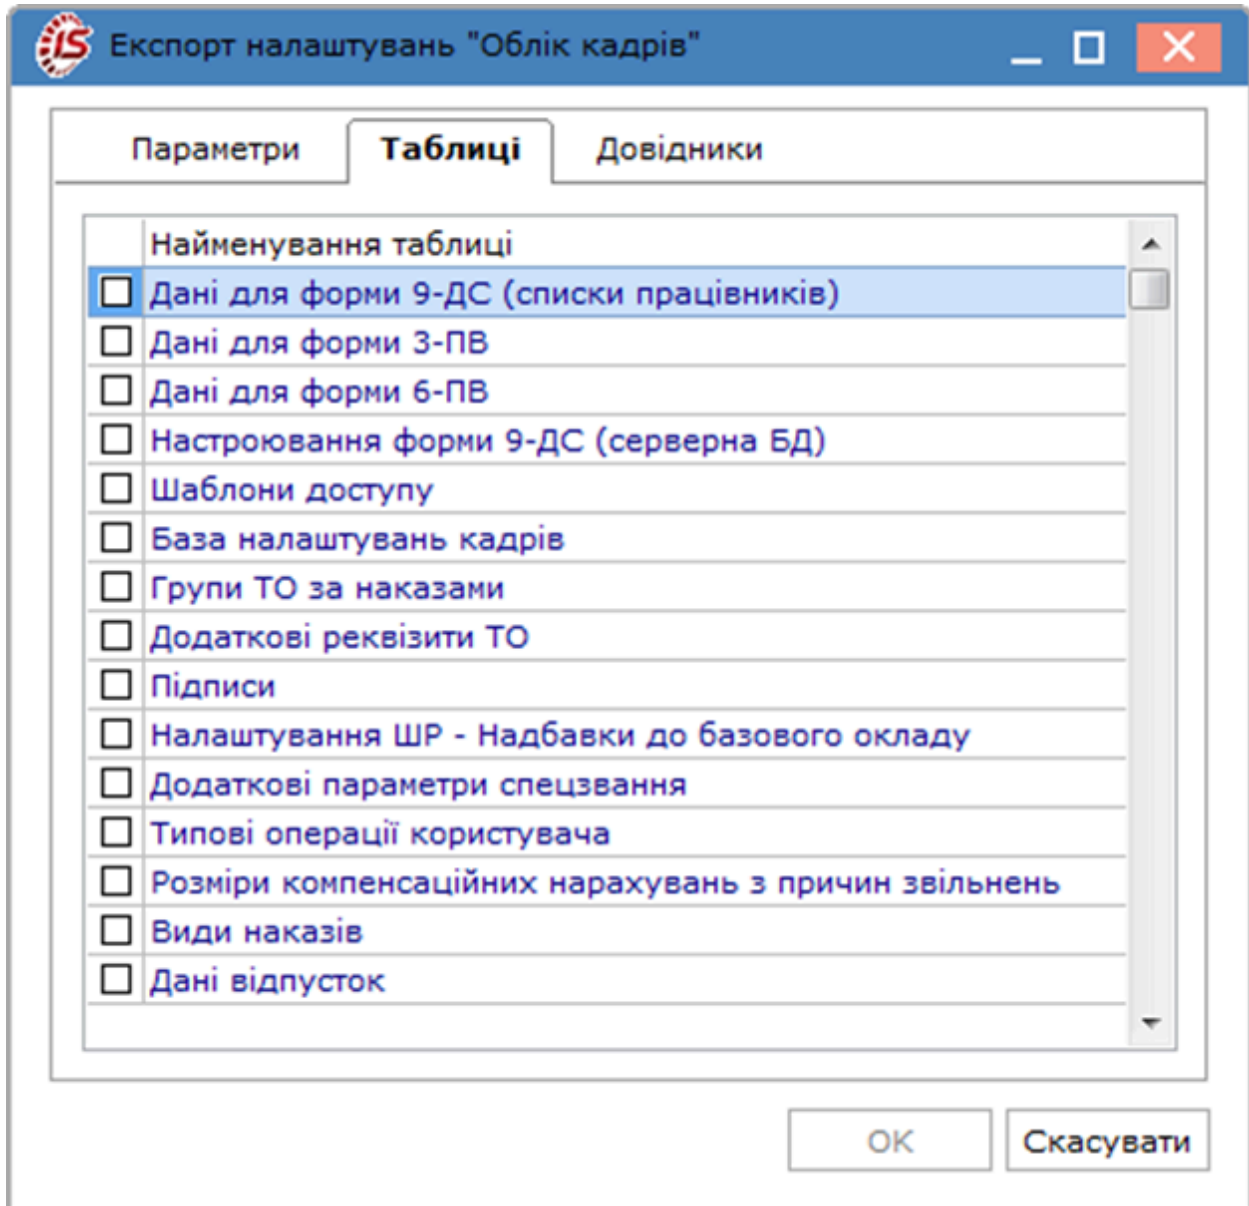 IS Експорт налаштувань "Облік кадрів"
Параметри Таблиці Довідники
Найменування таблиці
Дані для форми 9-ДС (списки працівників)
Дані для форми 3-ПВ
Дані для форми 6-ПВ
Настроювання форми 9-ДС (серверна БД)
Шаблони доступу
База налаштувань кадрів
Групи ТО за наказами
Додаткові реквізити ТО
Підписи
Налаштування ШР - Надбавки до базового окладу
Додаткові параметри спецзвання
Типові операції користувача
Розміри компенсаційних нарахувань з причин звільнень
Види наказів
Дані відпусток
ОК Скасувати